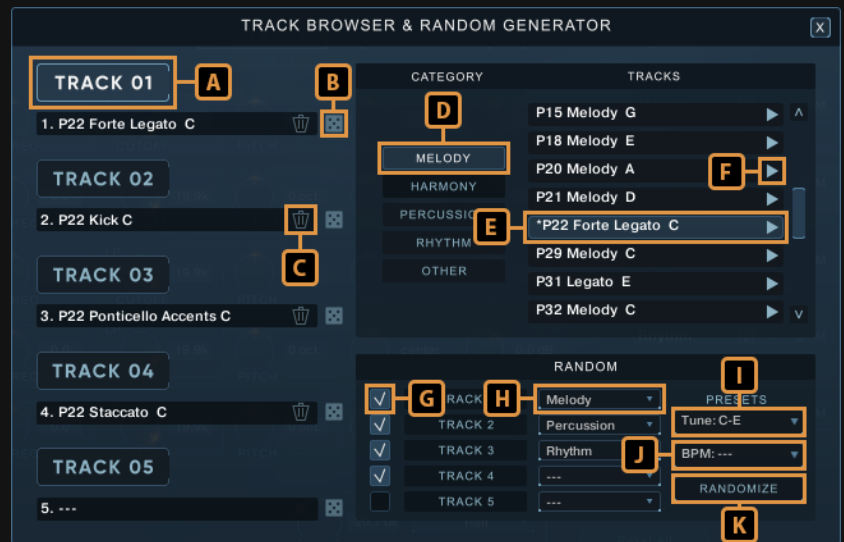 TRACK BROWSER & RANDOM GENERATOR
X
TRACK 01
A
B
1. P22 Forte Legato C
TRACK 02
2. P22 Kick C
C
TRACK 03
3. P22 Ponticello Accents C
TRACK 04
4. P22 Staccato C
TRACK 05
5. ---
CATEGORY
D
MELODY
HARMONY
PERCUSSIO
RHYTHM
OTHER
TRACKS
P15 Melody G
P18 Melody E
P20 Melody A
F
P21 Melody D
E
*P22 Forte Legato C
P29 Melody C
P31 Legato E
P32 Melody C
RANDOM
G
TRACK
H
Melody
TRACK 2
Percussion
TRACK 3
Rhythm
TRACK 4
---
TRACK 5
---
I
PRESETS
Tune: C-E
J
BPM: ---
RANDOMIZE
K